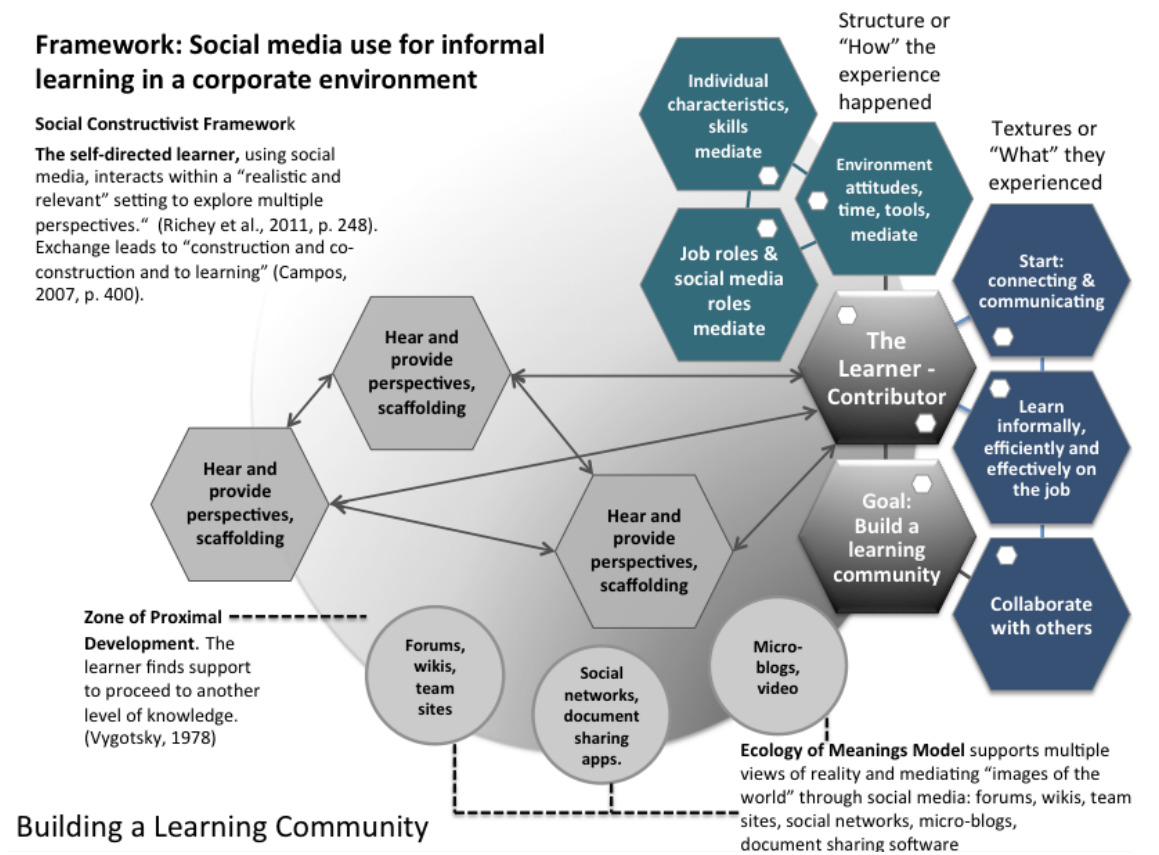 Framework: Social media use for informal
learning in a corporate environment
Social Constructivist Framework
The self-directed learner, using social
media, interacts within a “realistic and
relevant” setting to explore multiple
perspectives.“ (Richey et al., 2011, p. 248).
Exchange leads to “construction and co-
construction and to learning” (Campos,
2007, p. 400).
Structure or
“How” the
experience
happened
Textures or
“What” they
experienced
Individual
characteristics,
skills
mediate
Environment
attitudes,
time, tools,
mediate
Job roles &
social media
roles
mediate
Start:
connecting &
communicating
The
Learner -
Contributor
Learn
informally,
efficiently and
effectively on
the job
Goal:
Build a
learning
community
Collaborate
with others
Hear and
provide
perspectives,
scaffolding
Hear and
provide
perspectives,
scaffolding
Hear and
provide
perspectives,
scaffolding
Zone of Proximal
Development. The
learner finds support
to proceed to another
level of knowledge.
(Vygotsky, 1978)
Forums,
wikis,
team
sites
Social
networks,
document
sharing
apps.
Micro-
blogs,
video
Ecology of Meanings Model supports multiple
views of reality and mediating “images of the
world” through social media: forums, wikis, team
sites, social networks, micro-blogs,
document sharing software
Building a Learning Community